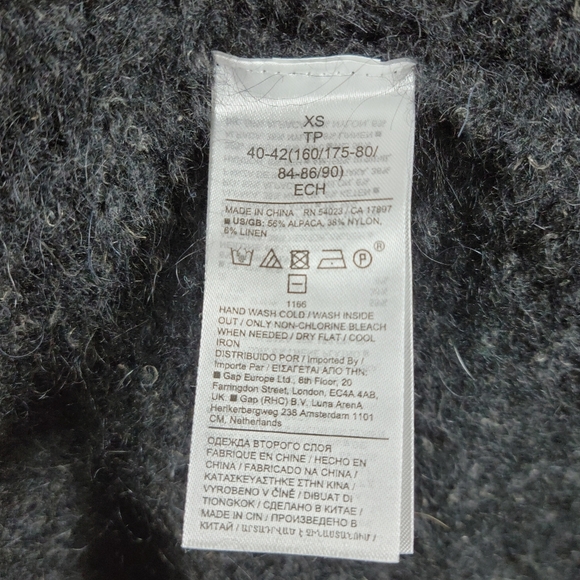 XS
TP
40-42(160/175-80/
84-86/90)
ECH
MADE IN CHINA RN 54023 / CA 17897
■ US/GB: 56% ALPACA, 38% NYLON,
6% LINEN
®
1166
HAND WASH COLD / WASH INSIDE
OUT / ONLY NON-CHLORINE BLEACH
WHEN NEEDED / DRY FLAT / COOL
IRON
DISTRIBUIDO POR / Imported By /
Importe Par / ΕΙΣΑΓΕΤΑΙ ΑΠΟ ΤΗΝ:
■ Gap Europe Ltd., 8th Floor, 20
Farringdon Street, London, EC4A 4AB,
UK. ■ Gap (RHC) B.V. Luna ArenA,
Herikerbergweg 238 Amsterdam 1101
CM, Netherlands
ОДЕЖДА ВТОРОГО СЛОЯ
FABRIQUE EN CHINE / HECHO EN
CHINA / FABRICADO NA CHINA /
ΚΑΤΑΣΚΕΥΑΣΤΗΚΕ ΣΤΗΝ ΚΙΝΑ /
VYROBENO V ČÍNĚ / DIBUAT DI
TIONGKOK / СДЕЛАНО В КИТАЕ /
MADE IN CIN / ПРОИЗВЕДЕНО В
КИТАЙ /